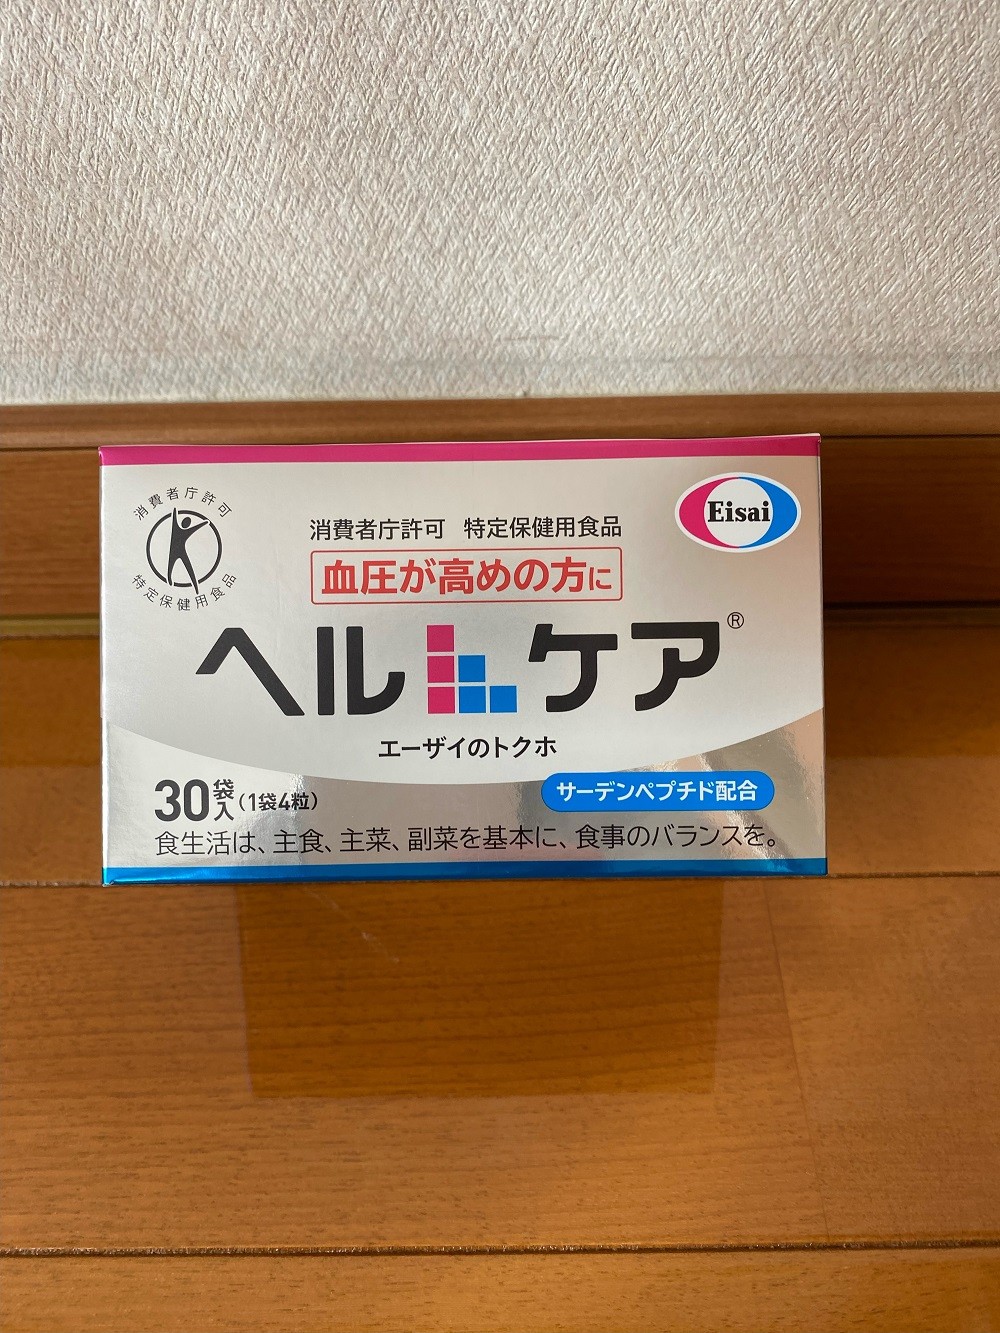 消費者庁許可
特定保健用食品
消費者庁許可 特定保健用食品
Eisai
血圧が高めの方に
ヘルケア®
エーザイのトクホ
30袋入(1袋4粒)
サーデンペプチド配合
食生活は、主食、主菜、副菜を基本に、食事のバランスを。